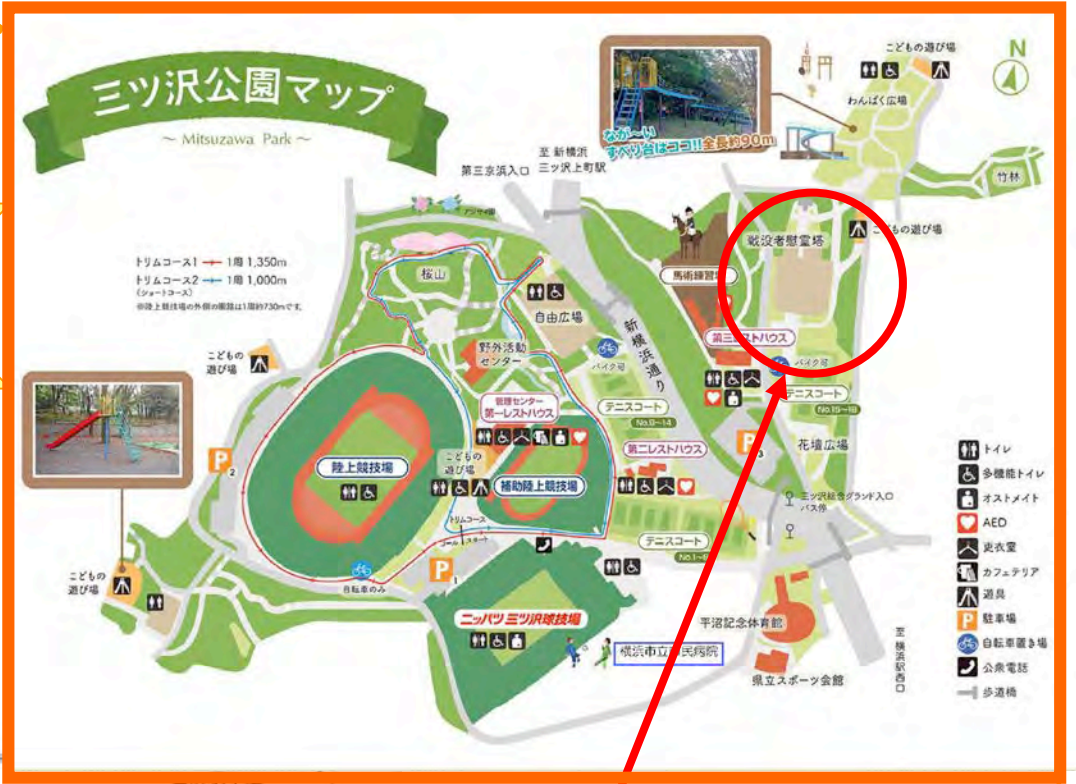 三ツ沢公園マップ
～ Mitsuzawa Park ～
なが～い
すべり台はココ!!全長約90m
こどもの遊び場
わんぱく広場
N
竹林
至 新横浜
三ツ沢上町駅
第三京浜入口
アジサイ園
戦没者慰霊塔
こどもの遊び場
馬術練習場
トリムコース1 1周 1,350m
トリムコース2 1周 1,000m
(ショートコース)
※陸上競技場の外側の園路は1周約730mです。
桜山
自由広場
新横浜通り
第三レストハウス
野外活動
センター
バイク可
バイク可
こどもの
遊び場
管理センター
第一レストハウス
テニスコート
No.9～14
テニスコート
No.15～18
第二レストハウス
花壇広場
P 2
P 3
陸上競技場
こどもの
遊び場
補助陸上競技場
三ツ沢総合グランド入口
バス停
トリムコース
ゴール スタート
テニスコート
P 1
自転車のみ
こどもの
遊び場
ニッパツ 三ツ沢球技場
平沼記念体育館
横浜市立市民病院
県立スポーツ会館
至 横浜駅西口
トイレ
多機能トイレ
オストメイト
AED
更衣室
カフェテリア
遊具
P 駐車場
自転車置き場
公衆電話
歩道橋